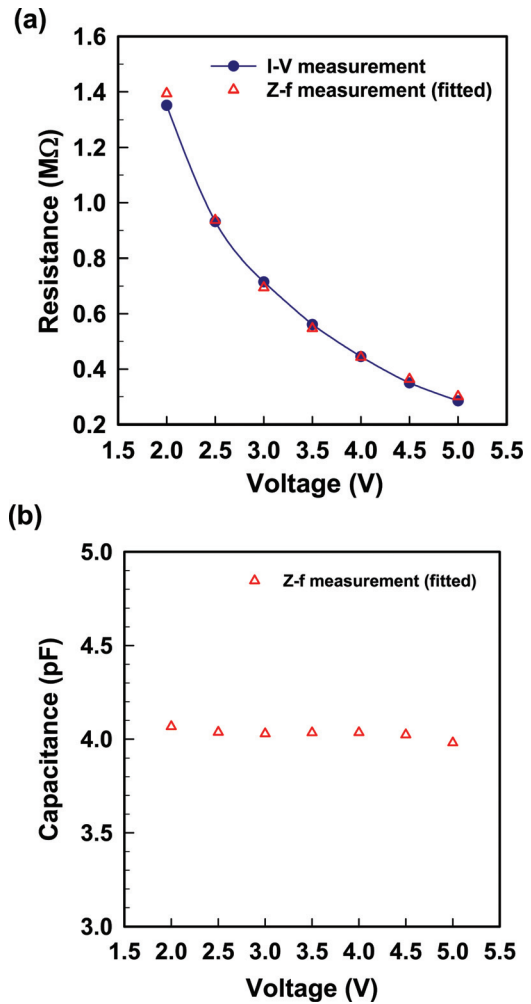 (a)
1.6
I-V measurement
Z-f measurement (fitted)
1.4
1.2
1.0
0.8
0.6
0.4
0.2
Resistance (MΩ)
1.5 2.0 2.5 3.0 3.5 4.0 4.5 5.0 5.5
Voltage (V)
(b)
5.0
Z-f measurement (fitted)
4.5
4.0
3.5
3.0
Capacitance (pF)
1.5 2.0 2.5 3.0 3.5 4.0 4.5 5.0 5.5
Voltage (V)